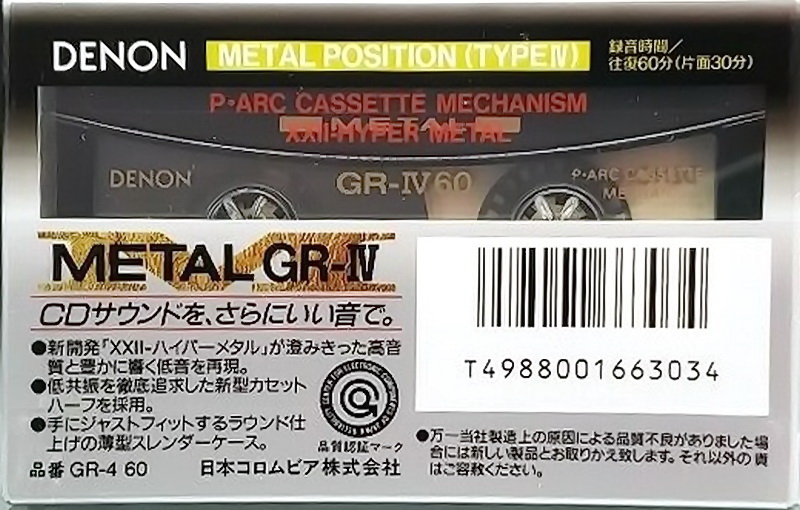 DENON METAL POSITION (TYPEⅣ) 録音時間／
往復60分(片面30分)
P·ARC CASSETTE MECHANISM
METAL
XXII-HYPER METAL
DENON GR-Ⅳ 60 P·ARC CASSETTE
METAL GR-Ⅳ
CDサウンドを、さらにいい音で。
●新開発「XXII-ハイパーメタル」が澄みきった高音
質と豊かに響く低音を再現。
●低共振を徹底追求した新型カセット
ハーフを採用。
●手にジャストフィットするラウンド仕
上げの薄型スレンダーケース。
品質認証マーク
品番 GR-4 60 日本コロムビア株式会社
T4988001663034
●万一当社製造上の原因による品質不良がありました場
合には新しい製品とお取りかえ致します。それ以外の責
はご容赦ください。